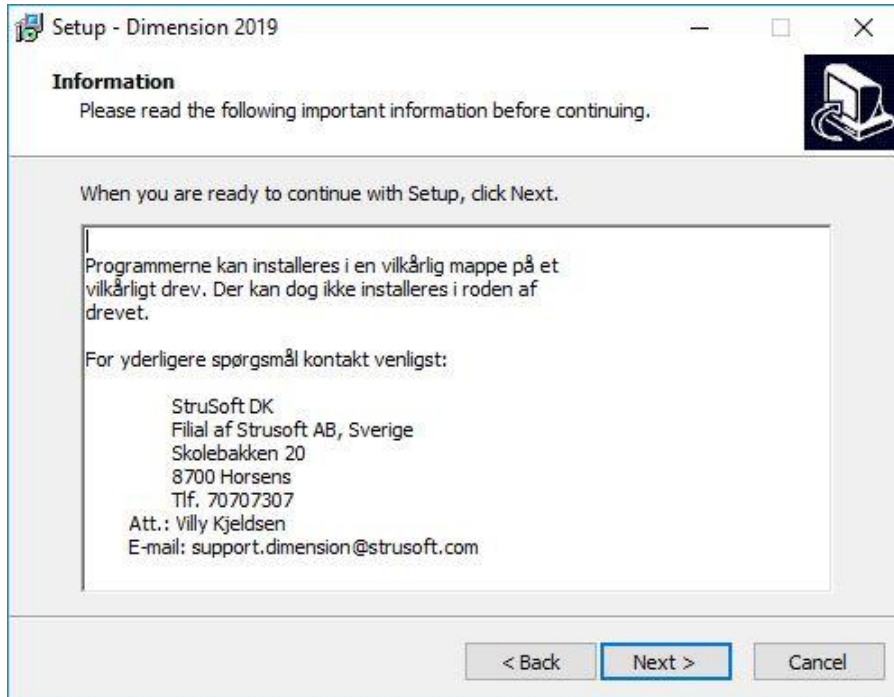 Setup - Dimension 2019
Information
Please read the following important information before continuing.
When you are ready to continue with Setup, click Next.
Programmerne kan installeres i en vilkårlig mappe på et
vilkårligt drev. Der kan dog ikke installeres i roden af
drevet.
For yderligere spørgsmål kontakt venligst:
StruSoft DK
Filial af Strusoft AB, Sverige
Skolebakken 20
8700 Horsens
Tlf. 70707307
Att.: Villy Kjeldsen
E-mail: support.dimension@strusoft.com
< Back Next > Cancel